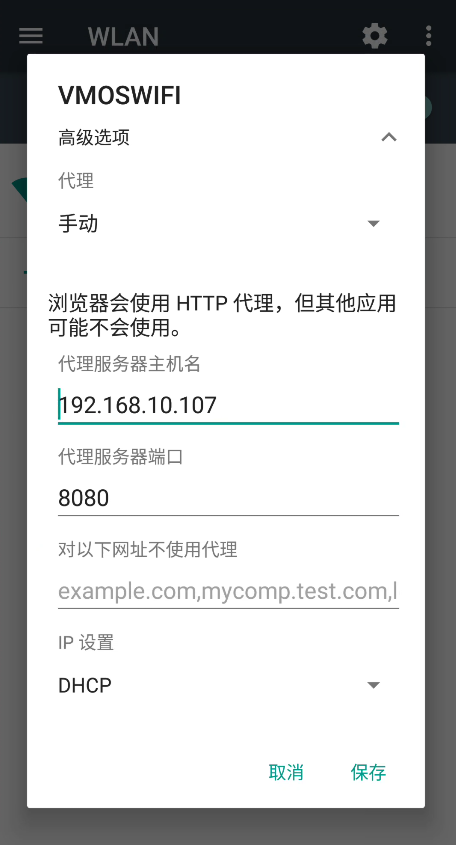 WLAN
VMOSWIFI
高级选项
代理
手动
浏览器会使用 HTTP 代理，但其他应用
可能不会使用。
代理服务器主机名
192.168.10.107
代理服务器端口
8080
对以下网址不使用代理
example.com,mycomp.test.com,l
IP 设置
DHCP
取消
保存